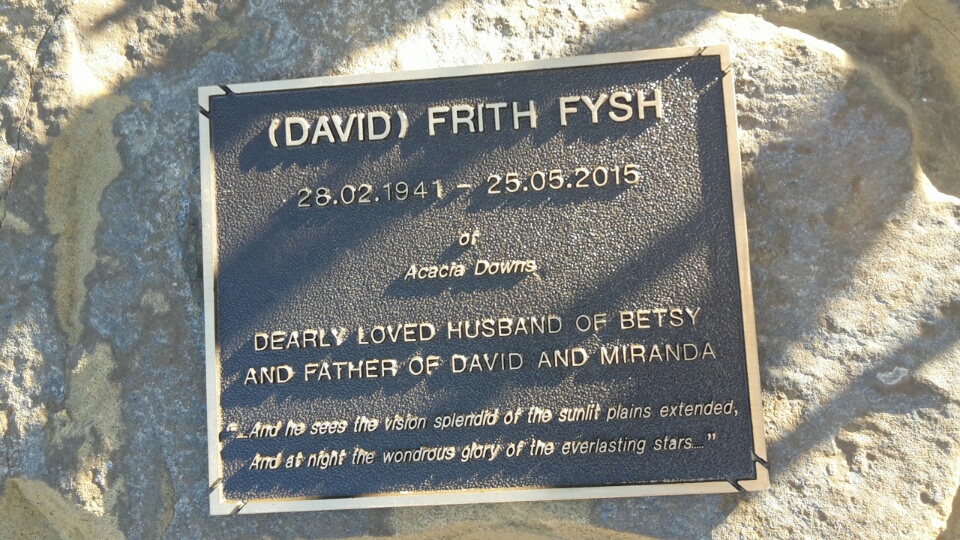 (DAVID) FRITH FYSH
28.02.1941 - 25.05.2015
of
Acacia Downs
DEARLY LOVED HUSBAND OF BETSY
AND FATHER OF DAVID AND MIRANDA
"...And he sees the vision splendid of the sunlit plains extended,
And at night the wondrous glory of the everlasting stars...."